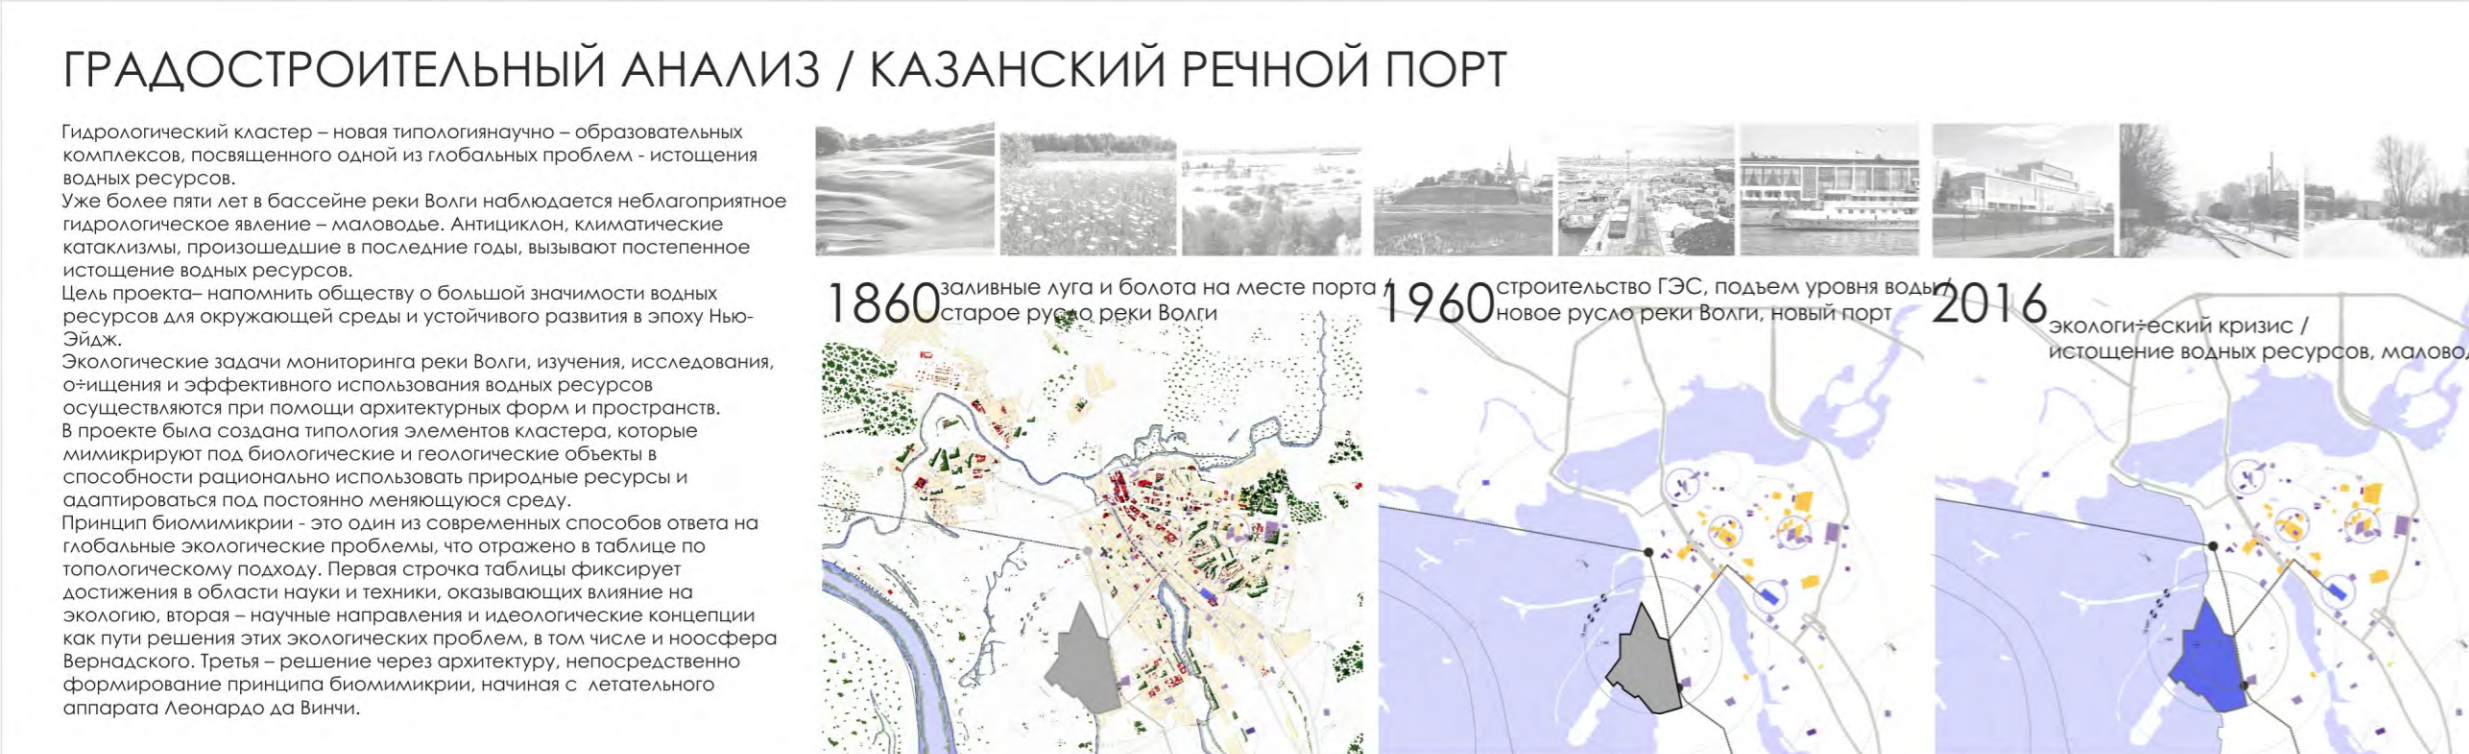 ГРАДОСТРОИТЕЛЬНЫЙ АНАЛИЗ / КАЗАНСКИЙ РЕЧНОЙ ПОРТ
Гидрологический кластер – новая типологиянаучно – образовательных
комплексов, посвященного одной из глобальных проблем - истощения
водных ресурсов.
Уже более пяти лет в бассейне реки Волги наблюдается неблагоприятное
гидрологическое явление – маловодье. Антициклон, климатические
катаклизмы, произошедшие в последние годы, вызывают постепенное
истощение водных ресурсов.
Цель проекта– напомнить обществу о большой значимости водных
ресурсов для окружающей среды и устойчивого развития в эпоху Нью-
Эйдж.
Экологические задачи мониторинга реки Волги, изучения, исследования,
о÷ищения и эффективного использования водных ресурсов
осуществляются при помощи архитектурных форм и пространств.
В проекте была создана типология элементов кластера, которые
мимикрируют под биологические и геологические объекты в
способности рационально использовать природные ресурсы и
адаптироваться под постоянно меняющуюся среду.
Принцип биомимикрии - это один из современных способов ответа на
глобальные экологические проблемы, что отражено в таблице по
топологическому подходу. Первая строчка таблицы фиксирует
достижения в области науки и техники, оказывающих влияние на
экологию, вторая – научные направления и идеологические концепции
как пути решения этих экологических проблем, в том числе и ноосфера
Вернадского. Третья – решение через архитектуру, непосредственно
формирование принципа биомимикрии, начиная с летательного
аппарата Леонардо да Винчи.
1860 заливные луга и болота на месте порта /
старое русло реки Волги
1960 строительство ГЭС, подъем уровня воды /
новое русло реки Волги, новый порт
2016 экологи÷еский кризис /
истощение водных ресурсов, маловод